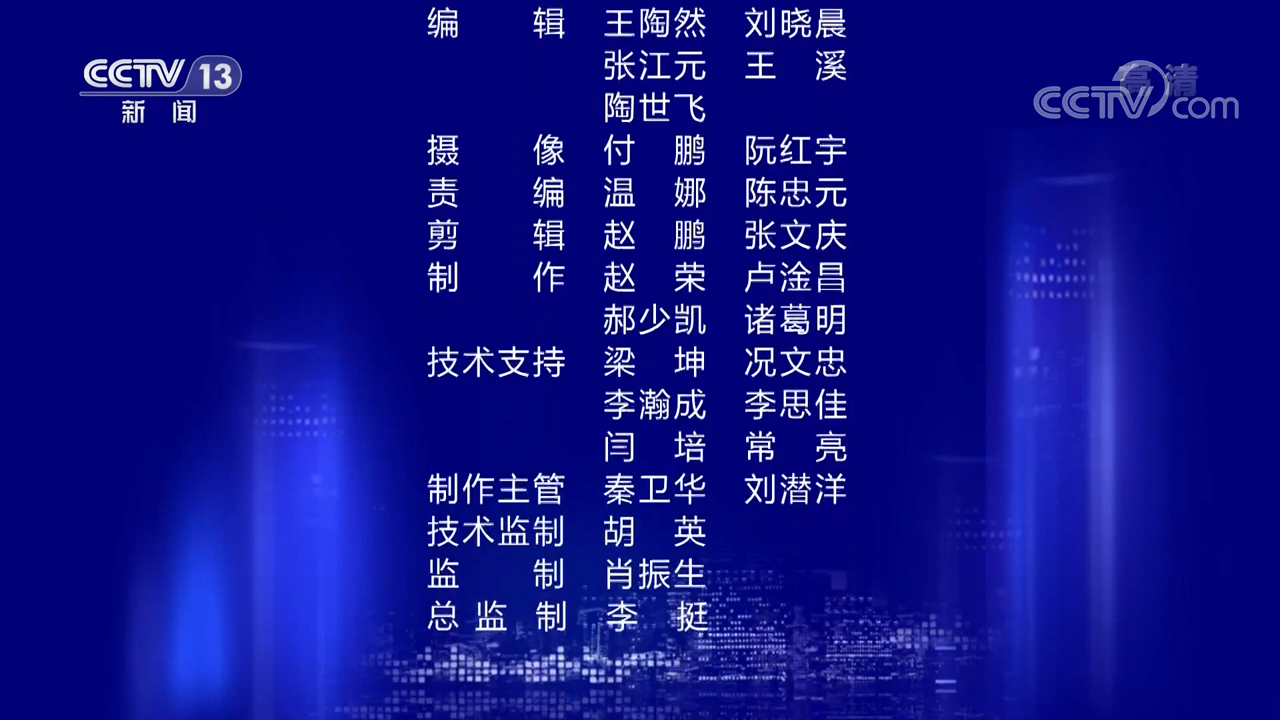 编 辑 王陶然 刘晓晨
张江元 王 溪
陶世飞
摄 像 付 鹏 阮红宇
责 编 温 娜 陈忠元
剪 辑 赵 鹏 张文庆
制 作 赵 荣 卢淦昌
郝少凯 诸葛明
技术支持 梁 坤 况文忠
李瀚成 李思佳
闫 培 常 亮
制作主管 秦卫华 刘潜洋
技术监制 胡 英
监 制 肖振生
总 监 制 李 挺
CCTV 13
新 闻
高清
CCTV.com